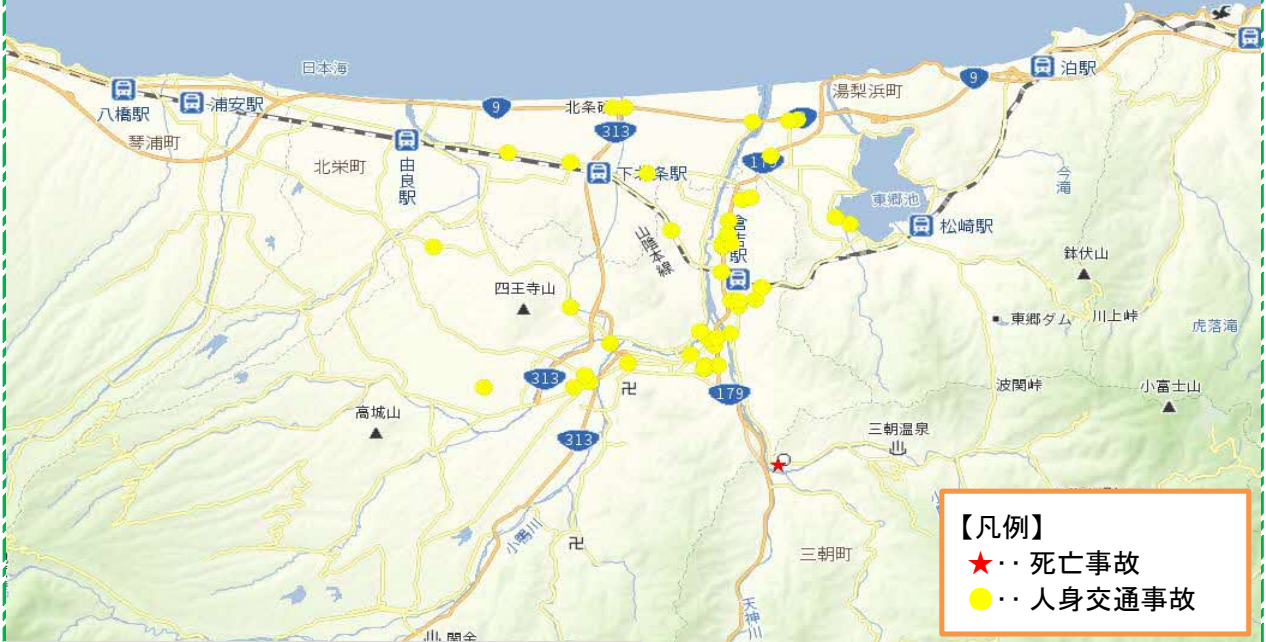 日本海
八橋駅
浦安駅
琴浦町
北栄町
由良駅
9
北条
313
下北条駅
湯梨浜町
9
泊駅
179
倉吉駅
山陰本線
東郷池
松崎駅
今滝
鉢伏山
四王寺山
東郷ダム
川上峠
虎落滝
313
高城山
179
波関峠
小富士山
313
三朝温泉
小鴨川
三朝町
天神川
関金
【凡例】
★‥死亡事故
●‥人身交通事故